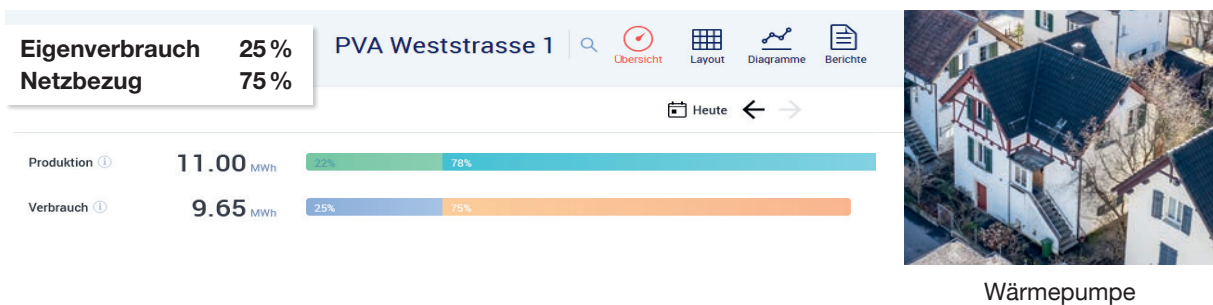 Eigenverbrauch 25 %
Netzbezug 75 %
PVA Weststrasse 1
Übersicht Layout Diagramme Berichte
Heute
Produktion 11.00 MWh 22% 78%
Verbrauch 9.65 MWh 25% 75%
Wärmepumpe